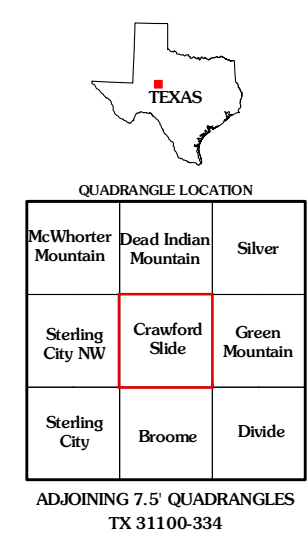 TEXAS
QUADRANGLE LOCATION
McWhorter Mountain
Dead Indian Mountain
Silver
Sterling City NW
Crawford Slide
Green Mountain
Sterling City
Broome
Divide
ADJOINING 7.5' QUADRANGLES
TX 31100-334